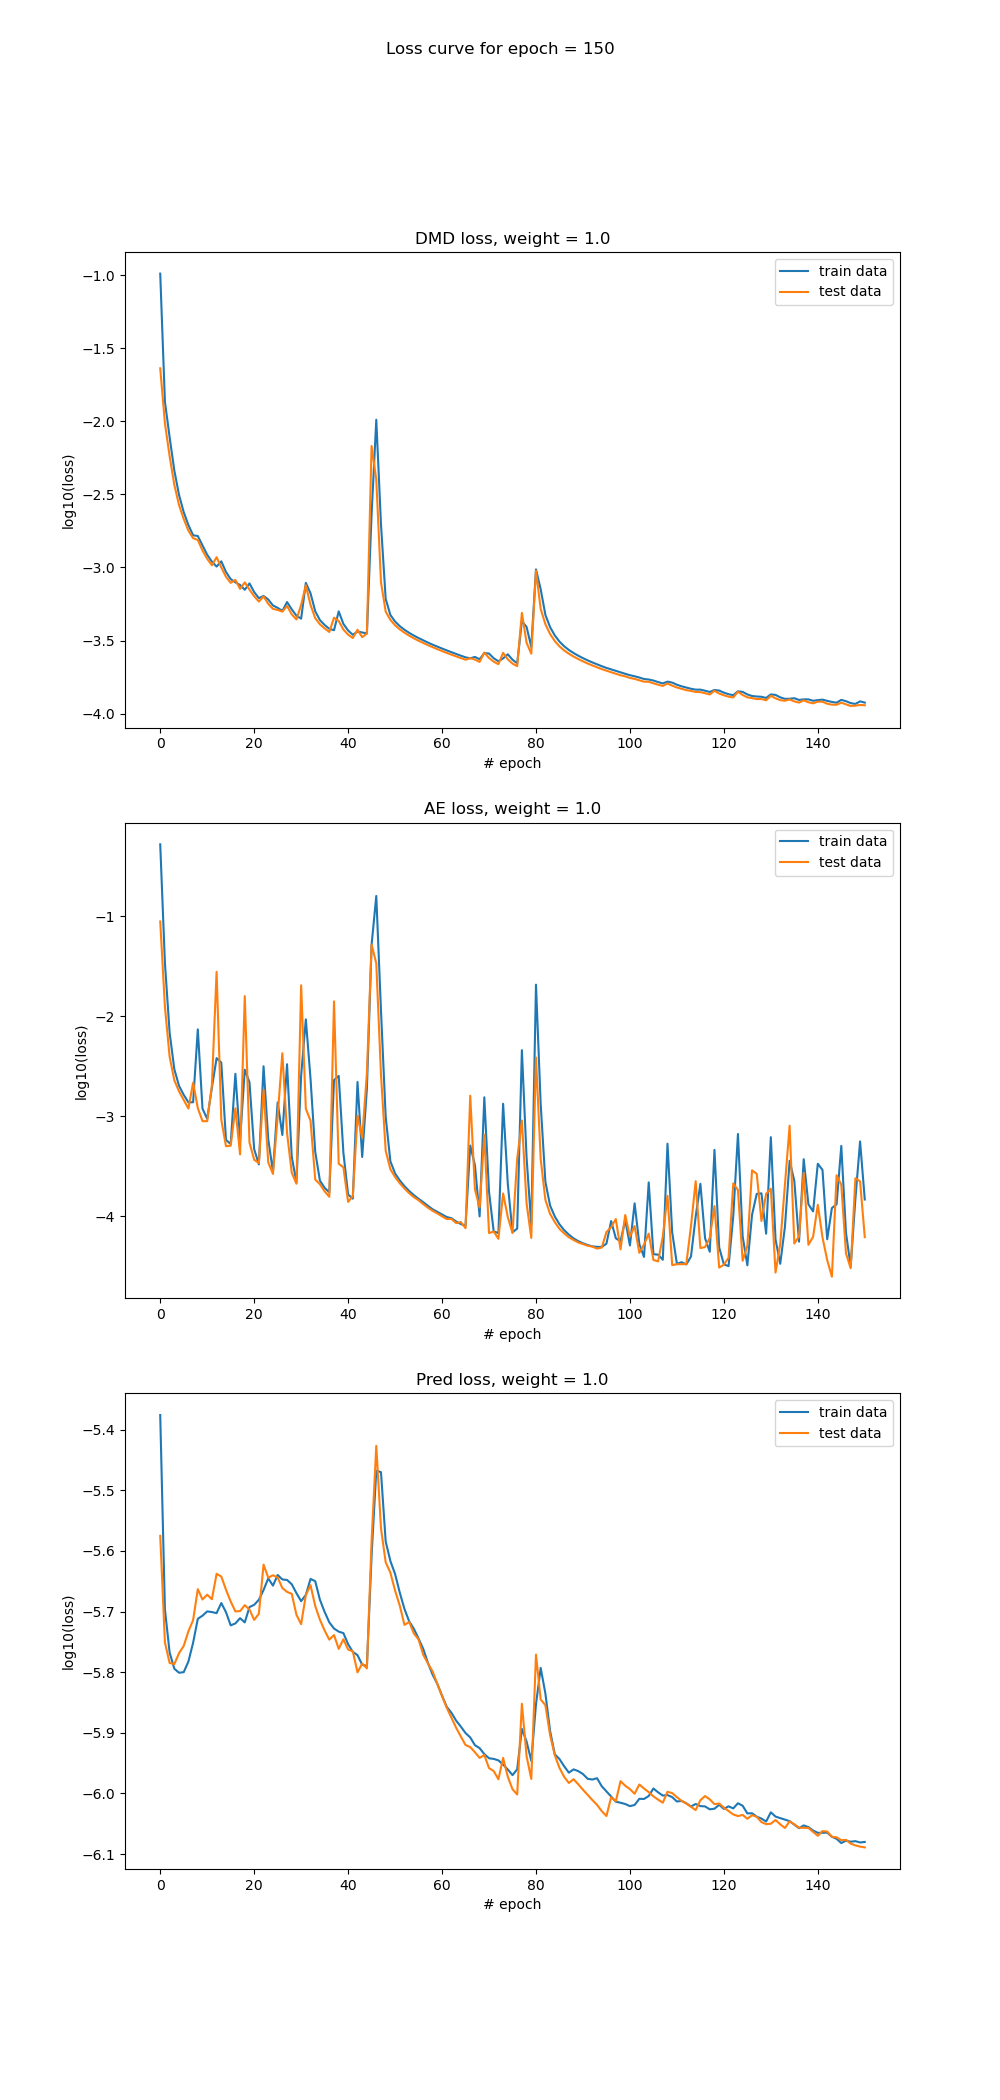 Loss curve for epoch = 150
DMD loss, weight = 1.0
train data
test data
−1.0
−1.5
−2.0
−2.5
−3.0
−3.5
−4.0
log10(loss)
0 20 40 60 80 100 120 140
# epoch
AE loss, weight = 1.0
train data
test data
−1
−2
−3
−4
log10(loss)
0 20 40 60 80 100 120 140
# epoch
Pred loss, weight = 1.0
train data
test data
−5.4
−5.5
−5.6
−5.7
−5.8
−5.9
−6.0
−6.1
log10(loss)
0 20 40 60 80 100 120 140
# epoch